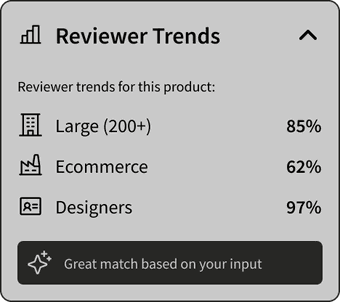 Reviewer Trends
Reviewer trends for this product:
Large (200+) 85%
Ecommerce 62%
Designers 97%
Great match based on your input